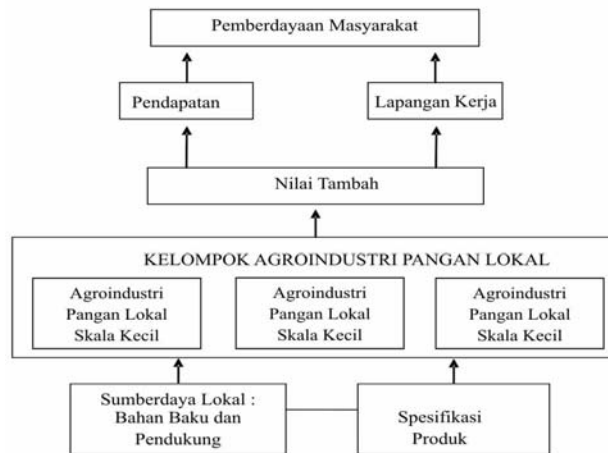 Pemberdayaan Masyarakat
Pendapatan
Lapangan Kerja
Nilai Tambah
KELOMPOK AGROINDUSTRI PANGAN LOKAL
Agroindustri
Pangan Lokal
Skala Kecil
Agroindustri
Pangan Lokal
Skala Kecil
Agroindustri
Pangan Lokal
Skala Kecil
Sumberdaya Lokal :
Bahan Baku dan
Pendukung
Spesifikasi
Produk